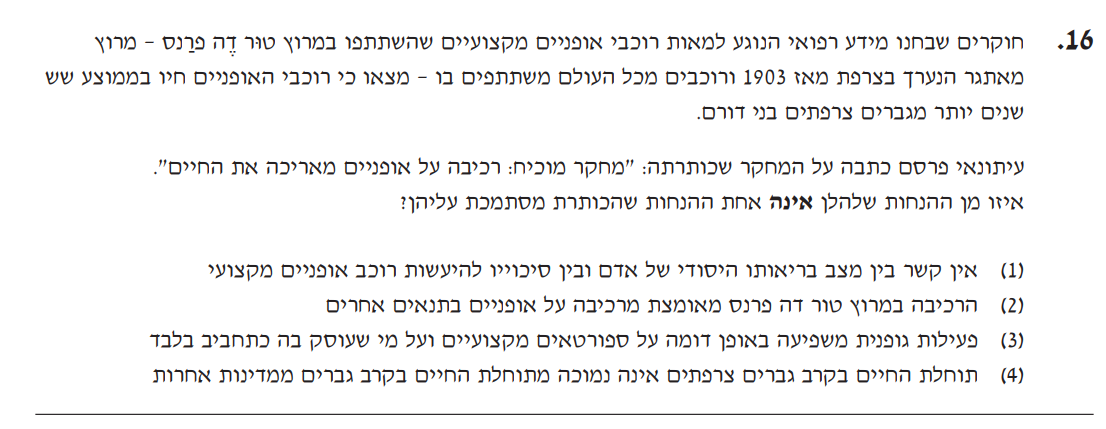 16. חוקרים שבחנו מידע רפואי הנוגע למאות רוכבי אופניים מקצועיים שהשתתפו במרוץ טוּר דֶה פרַנס – מרוץ
מאתגר הנערך בצרפת מאז 1903 ורוכבים מכל העולם משתתפים בו – מצאו כי רוכבי האופניים חיו בממוצע שש
שנים יותר מגברים צרפתים בני דורם.
עיתונאי פרסם כתבה על המחקר שכותרתה: "מחקר מוכיח: רכיבה על אופניים מאריכה את החיים".
איזו מן ההנחות שלהלן אינה אחת ההנחות שהכותרת מסתמכת עליהן?
(1) אין קשר בין מצב בריאותו היסודי של אדם ובין סיכוייו להיעשות רוכב אופניים מקצועי
(2) הרכיבה במרוץ טור דה פרנס מאומצת מרכיבה על אופניים בתנאים אחרים
(3) פעילות גופנית משפיעה באופן דומה על ספורטאים מקצועיים ועל מי שעוסק בה כתחביב בלבד
(4) תוחלת החיים בקרב גברים צרפתים אינה נמוכה מתוחלת החיים בקרב גברים ממדינות אחרות